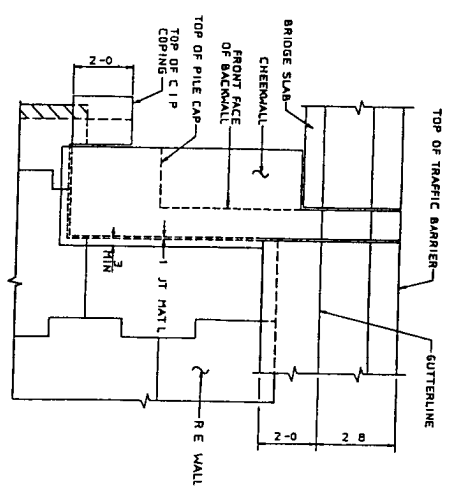 TOP OF TRAFFIC BARRIER
GUTTERLINE
BRIDGE SLAB
CHEEKWALL
FRONT FACE
OF BACKWALL
TOP OF PILE CAP
TOP OF C I P
COPING
2-0
2-0
2 8
1 JT MAT L
3
MIN
R E WALL